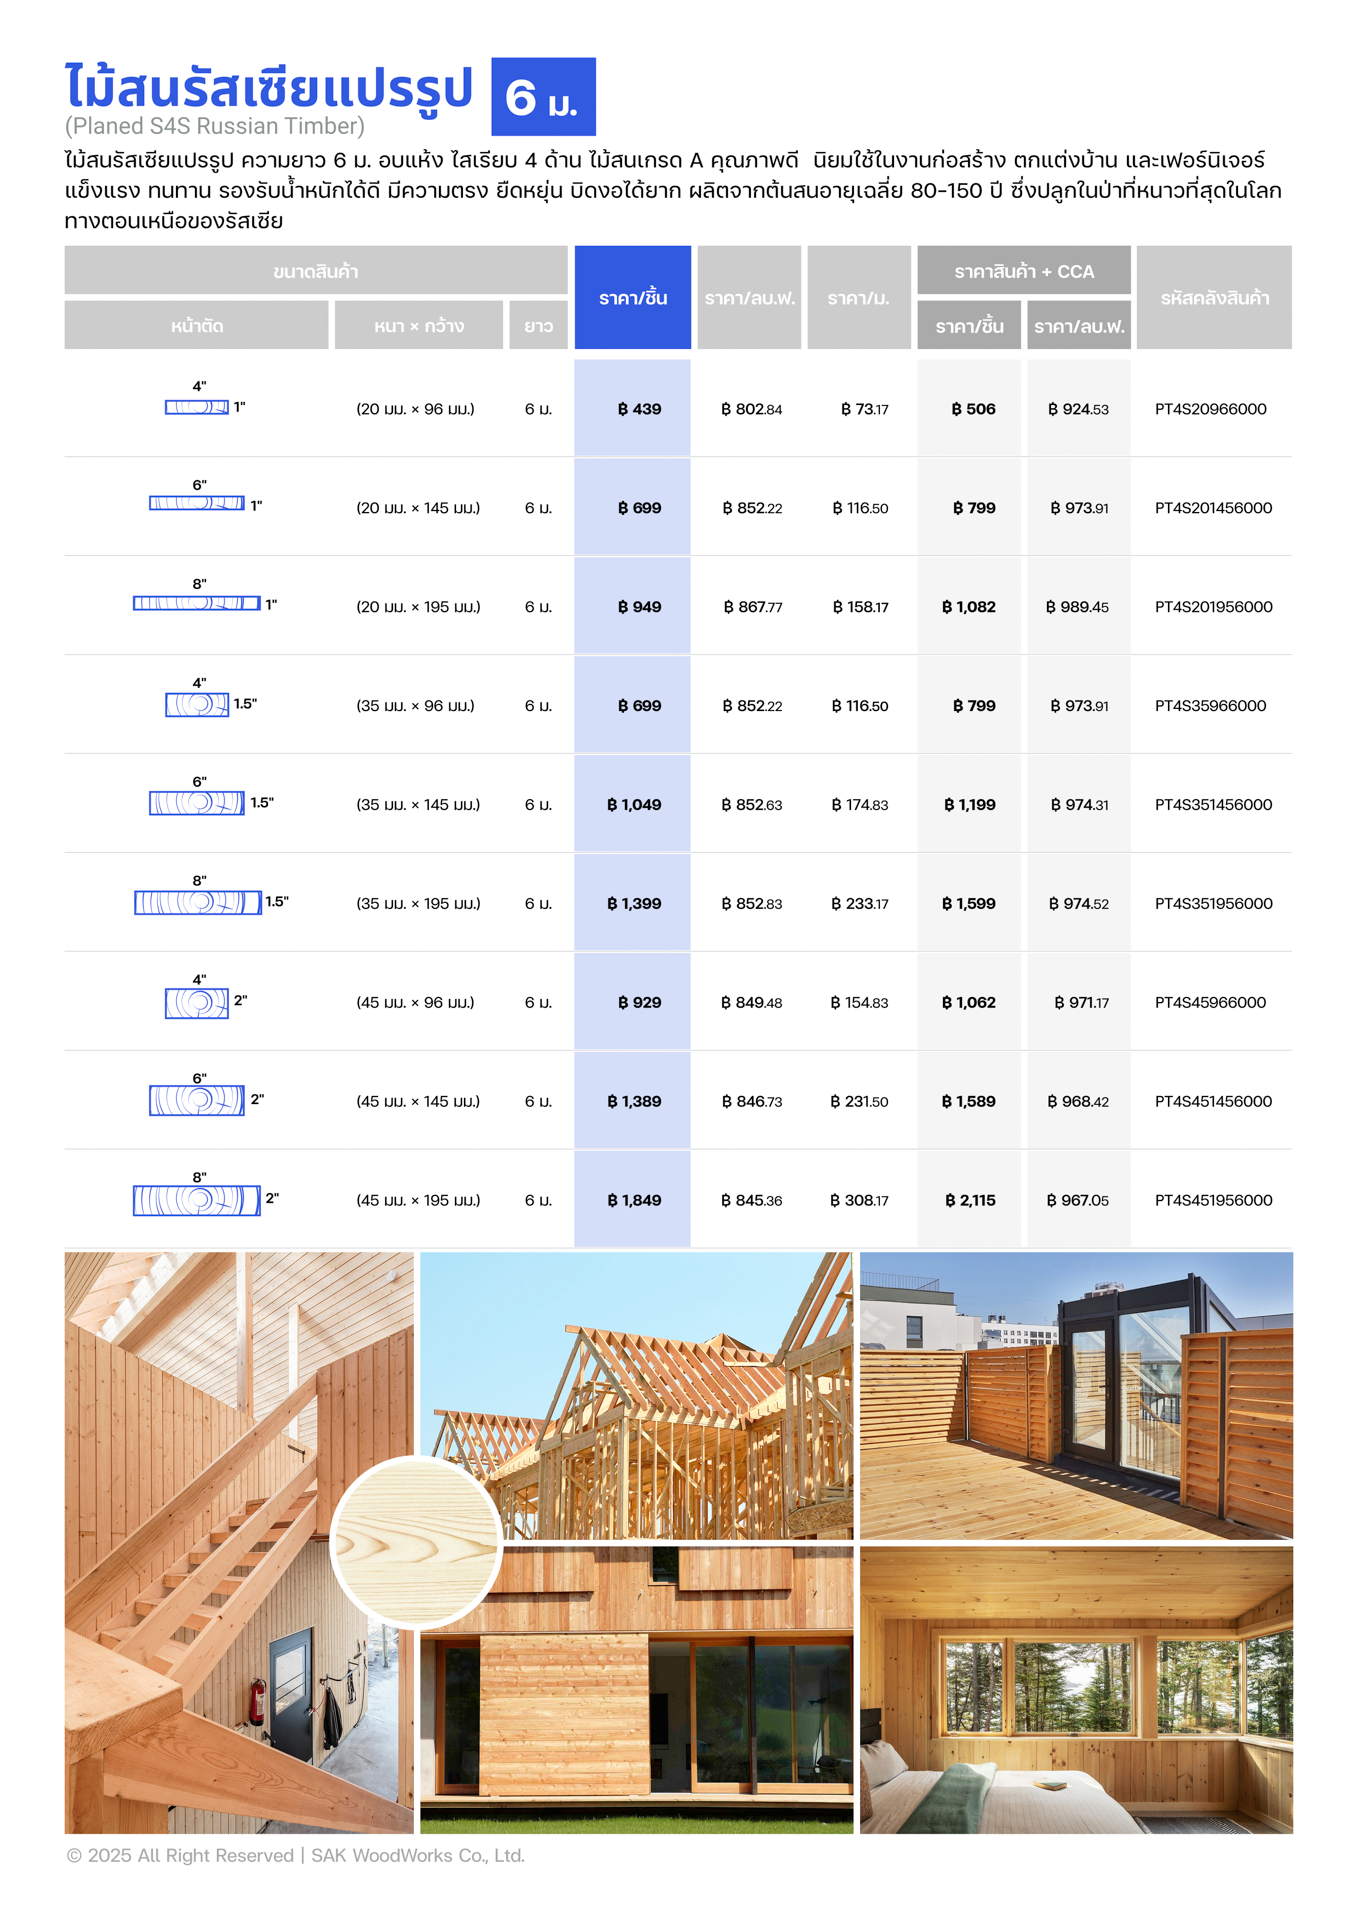 ไม้สนรัสเซียแปรรูป 6 ม.
(Planed S4S Russian Timber)
ไม้สนรัสเซียแปรรูป ความยาว 6 ม. อบแห้ง ไสเรียบ 4 ด้าน ไม้สนเกรด A คุณภาพดี นิยมใช้ในงานก่อสร้าง ตกแต่งบ้าน และเฟอร์นิเจอร์
แข็งแรง ทนทาน รองรับน้ำหนักได้ดี มีความตรง ยืดหยุ่น บิดงอได้ยาก ผลิตจากต้นสนอายุเฉลี่ย 80-150 ปี ซึ่งปลูกในป่าที่หนาวที่สุดในโลก
ทางตอนเหนือของรัสเซีย
ขนาดสินค้า ราคา/ชิ้น ราคา/ลบ.ฟ. ราคา/ม. ราคาสินค้า + CCA รหัสคลังสินค้า
หน้าตัด หนา × กว้าง ยาว ราคา/ชิ้น ราคา/ลบ.ฟ.
4"
1" (20 มม. × 96 มม.) 6 ม. ฿ 439 ฿ 802.84 ฿ 73.17 ฿ 506 ฿ 924.53 PT4S20966000
6"
1" (20 มม. × 145 มม.) 6 ม. ฿ 699 ฿ 852.22 ฿ 116.50 ฿ 799 ฿ 973.91 PT4S201456000
8"
1" (20 มม. × 195 มม.) 6 ม. ฿ 949 ฿ 867.77 ฿ 158.17 ฿ 1,082 ฿ 989.45 PT4S201956000
4"
1.5" (35 มม. × 96 มม.) 6 ม. ฿ 699 ฿ 852.22 ฿ 116.50 ฿ 799 ฿ 973.91 PT4S35966000
6"
1.5" (35 มม. × 145 มม.) 6 ม. ฿ 1,049 ฿ 852.63 ฿ 174.83 ฿ 1,199 ฿ 974.31 PT4S351456000
8"
1.5" (35 มม. × 195 มม.) 6 ม. ฿ 1,399 ฿ 852.83 ฿ 233.17 ฿ 1,599 ฿ 974.52 PT4S351956000
4"
2" (45 มม. × 96 มม.) 6 ม. ฿ 929 ฿ 849.48 ฿ 154.83 ฿ 1,062 ฿ 971.17 PT4S45966000
6"
2" (45 มม. × 145 มม.) 6 ม. ฿ 1,389 ฿ 846.73 ฿ 231.50 ฿ 1,589 ฿ 968.42 PT4S451456000
8"
2" (45 มม. × 195 มม.) 6 ม. ฿ 1,849 ฿ 845.36 ฿ 308.17 ฿ 2,115 ฿ 967.05 PT4S451956000
© 2025 All Right Reserved | SAK WoodWorks Co., Ltd.